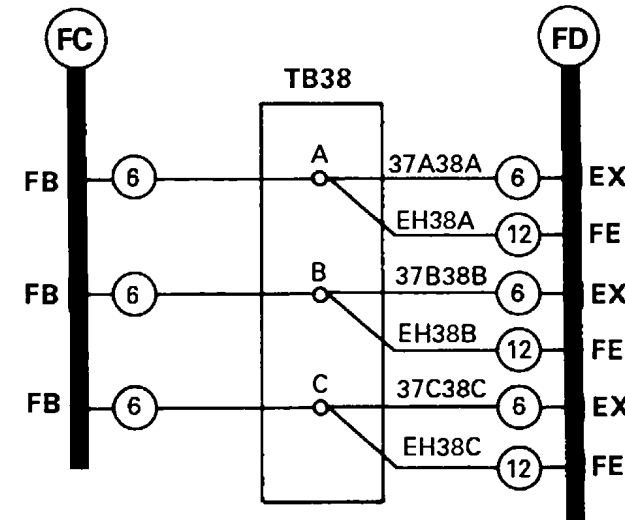 FC
FD
TB38
A
FB 6 37A38A 6 EX
EH38A 12 FE
B
FB 6 37B38B 6 EX
EH38B 12 FE
C
FB 6 37C38C 6 EX
EH38C 12 FE